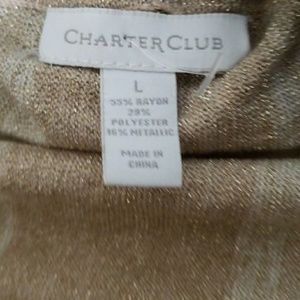 CHARTER CLUB
L
55% RAYON
29%
POLYESTER
16% METALLIC
MADE IN
CHINA